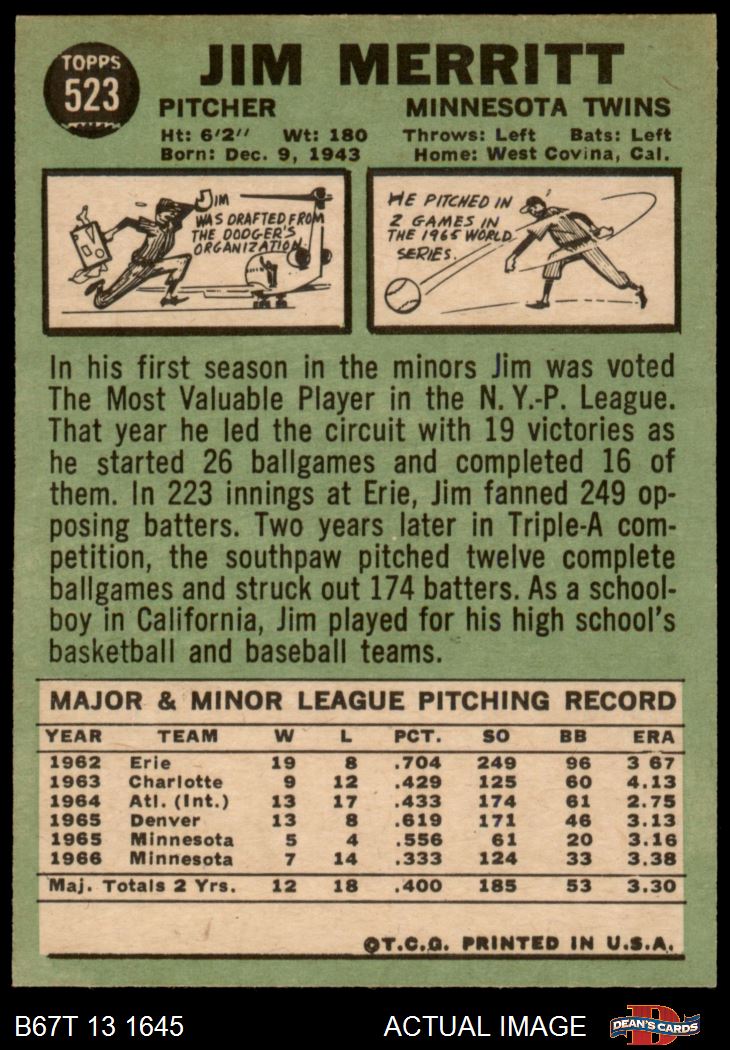 TOPPS
523
JIM MERRITT
PITCHER MINNESOTA TWINS
Ht: 6'2" Wt: 180 Throws: Left Bats: Left
Born: Dec. 9, 1943 Home: West Covina, Cal.
JIM
WAS DRAFTED FROM
THE DODGER'S
ORGANIZATION.
HE PITCHED IN
2 GAMES IN
THE 1965 WORLD
SERIES.
In his first season in the minors Jim was voted
The Most Valuable Player in the N. Y.-P. League.
That year he led the circuit with 19 victories as
he started 26 ballgames and completed 16 of
them. In 223 innings at Erie, Jim fanned 249 op-
posing batters. Two years later in Triple-A com-
petition, the southpaw pitched twelve complete
ballgames and struck out 174 batters. As a school-
boy in California, Jim played for his high school's
basketball and baseball teams.
MAJOR & MINOR LEAGUE PITCHING RECORD
YEAR TEAM W L PCT. SO BB ERA
1962 Erie 19 8 .704 249 96 3 67
1963 Charlotte 9 12 .429 125 60 4.13
1964 Atl. (Int.) 13 17 .433 174 61 2.75
1965 Denver 13 8 .619 171 46 3.13
1965 Minnesota 5 4 .556 61 20 3.16
1966 Minnesota 7 14 .333 124 33 3.38
Maj. Totals 2 Yrs. 12 18 .400 185 53 3.30
©T.C.G. PRINTED IN U.S.A.
B67T 13 1645 ACTUAL IMAGE
D
DEAN'S CARDS